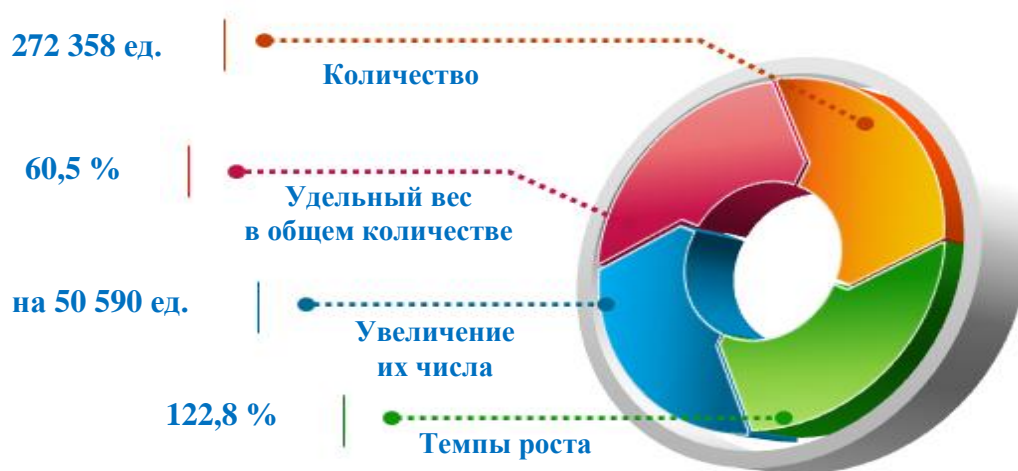 272 358 ед.
Количество
60,5 %
Удельный вес
в общем количестве
на 50 590 ед.
Увеличение
их числа
122,8 %
Темпы роста